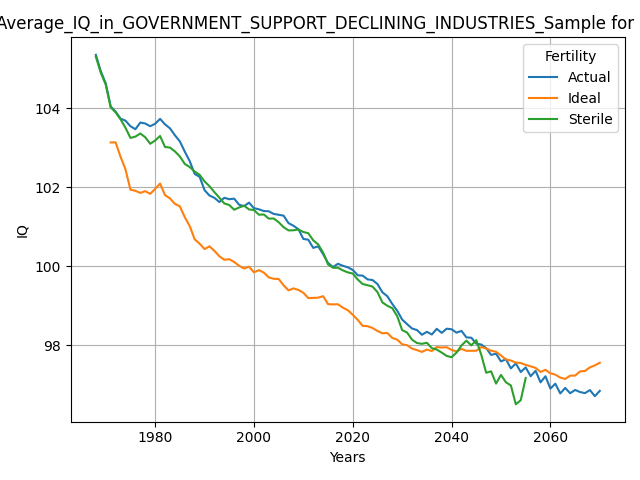 Average_IQ_in_GOVERNMENT_SUPPORT_DECLINING_INDUSTRIES_Sample for
Fertility
Actual
Ideal
Sterile
104
102
100
98
IQ
1980
2000
2020
2040
2060
Years